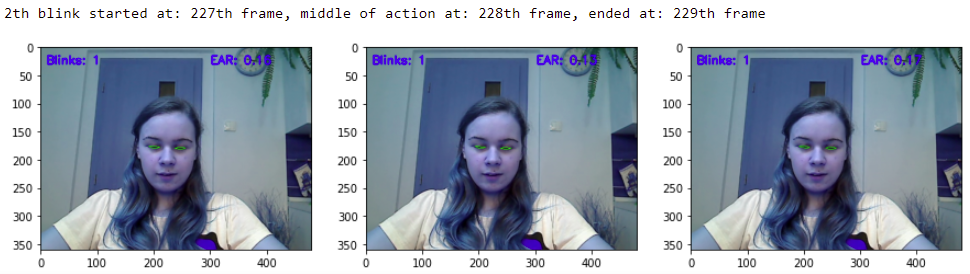 2th blink started at: 227th frame, middle of action at: 228th frame, ended at: 229th frame
Blinks: 1 EAR: 0.18 Blinks: 1 EAR: 0.15 Blinks: 1 EAR: 0.17
0 0 0
50 50 50
100 100 100
150 150 150
200 200 200
250 250 250
300 300 300
350 350 350
0 100 200 300 400 0 100 200 300 400 0 100 200 300 400